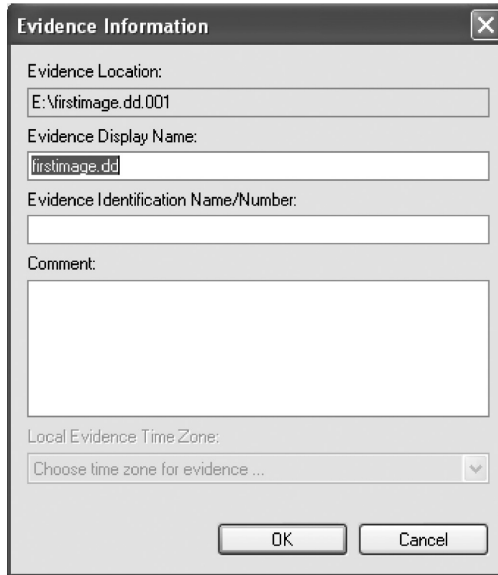 Evidence Information
Evidence Location:
E:\firstimage.dd.001
Evidence Display Name:
firstimage.dd
Evidence Identification Name/Number:
Comment:
Local Evidence Time Zone:
Choose time zone for evidence ...
OK Cancel